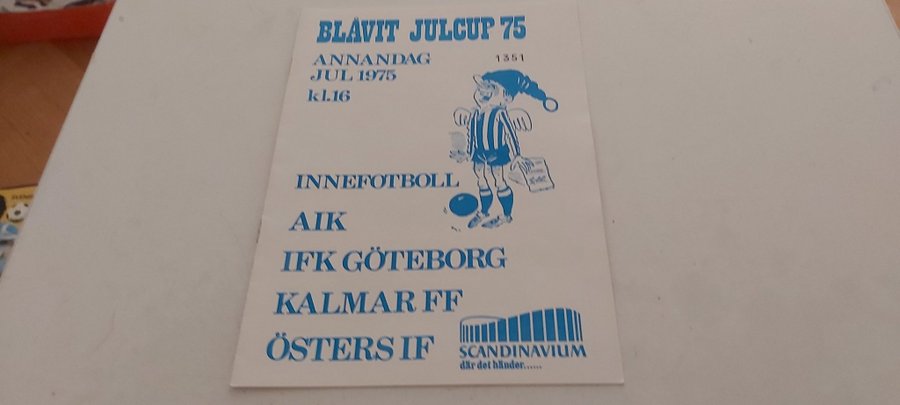 BLÅVIT JULCUP 75
ANNANDAG
JUL 1975
kl.16
1351
INNEFOTBOLL
AIK
IFK GÖTEBORG
KALMAR FF
ÖSTERS IF
SCANDINAVIUM
där det händer......